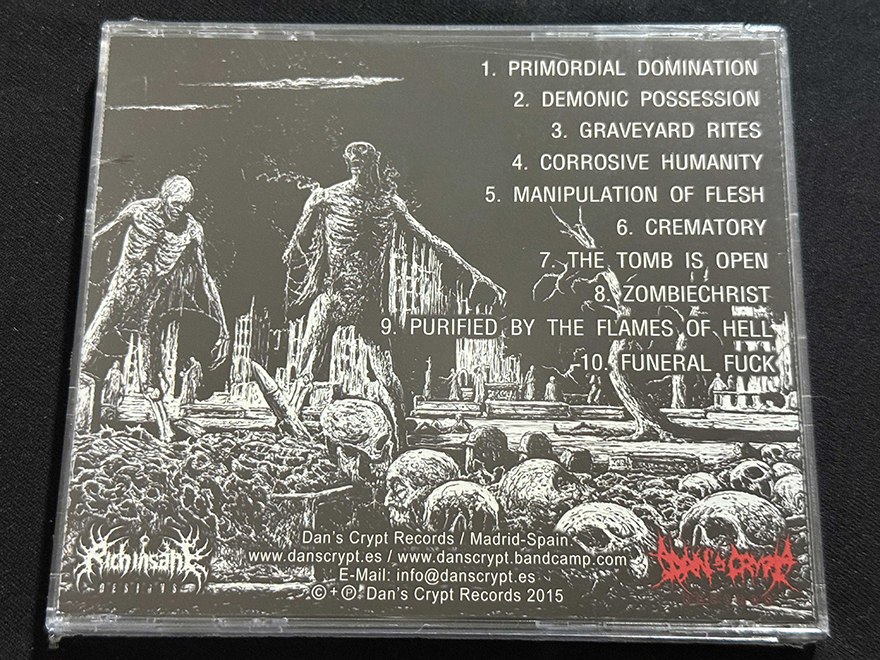 1. PRIMORDIAL DOMINATION
2. DEMONIC POSSESSION
3. GRAVEYARD RITES
4. CORROSIVE HUMANITY
5. MANIPULATION OF FLESH
6. CREMATORY
7. THE TOMB IS OPEN
8. ZOMBIECHRIST
9. PURIFIED BY THE FLAMES OF HELL
10. FUNERAL FUCK
Dan's Crypt Records / Madrid-Spain.
www.danscrypt.es / www.danscrypt.bandcamp.com
E-Mail: info@danscrypt.es
© + ℗ Dan's Crypt Records 2015
Rich insane
DESIGNS
DAN'S CRYPT